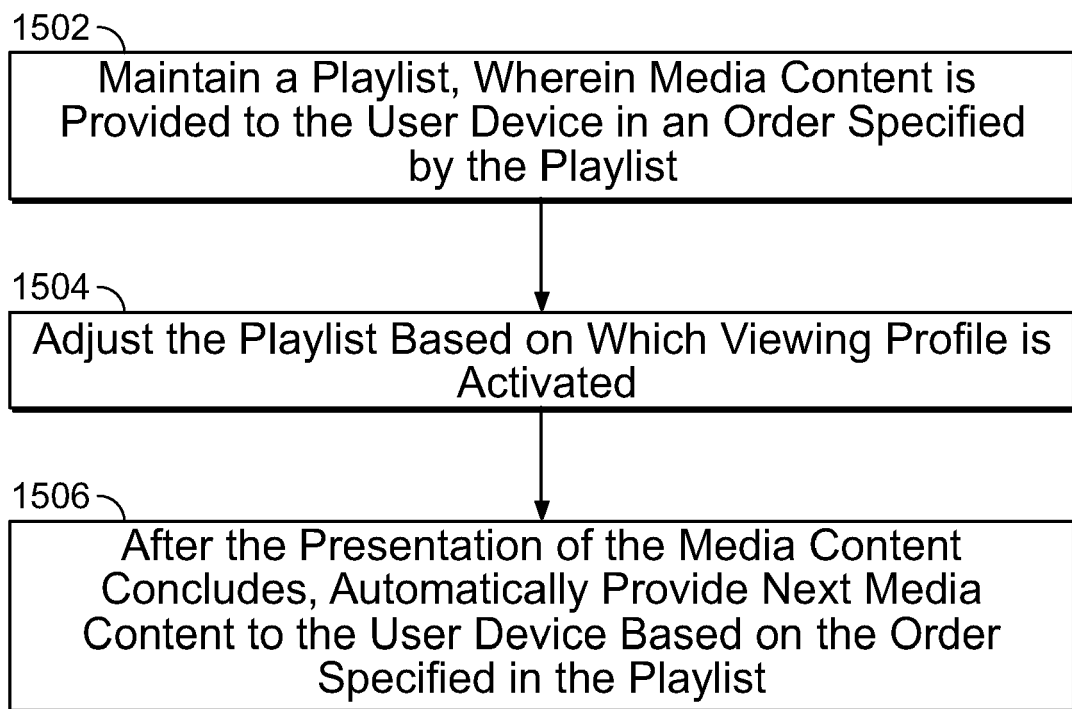 1502
Maintain a Playlist, Wherein Media Content is
Provided to the User Device in an Order Specified
by the Playlist
1504
Adjust the Playlist Based on Which Viewing Profile is
Activated
1506
After the Presentation of the Media Content
Concludes, Automatically Provide Next Media
Content to the User Device Based on the Order
Specified in the Playlist